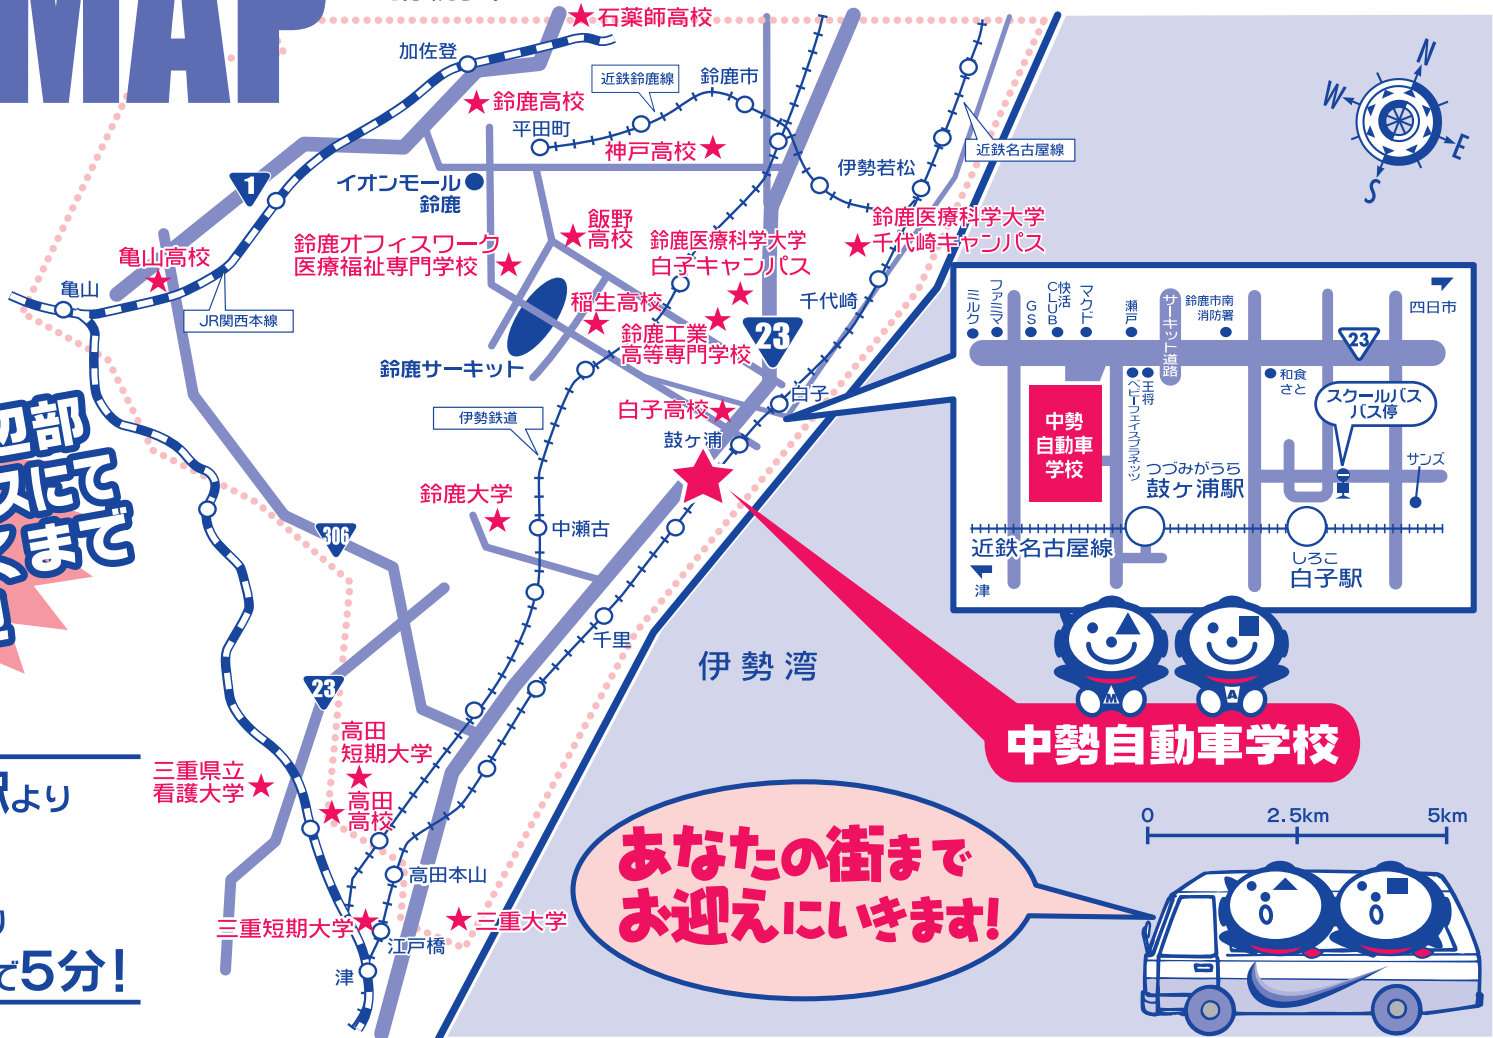 MAP
石薬師高校
加佐登
近鉄鈴鹿線
鈴鹿市
鈴鹿高校
平田町
神戸高校
伊勢若松
近鉄名古屋線
N
W
E
S
1
イオンモール
鈴鹿
飯野
高校
鈴鹿医療科学大学
千代崎キャンパス
鈴鹿オフィスワーク
医療福祉専門学校
鈴鹿医療科学大学
白子キャンパス
亀山高校
亀山
JR関西本線
稲生高校
千代崎
鈴鹿工業
高等専門学校
23
鈴鹿サーキット
白子
伊勢鉄道
白子高校
鼓ヶ浦
鈴鹿大学
中瀬古
306
千里
伊勢湾
23
高田
短期大学
三重県立
看護大学
高田
高校
高田本山
三重短期大学
三重大学
江戸橋
津
ミルク
ファミマ
GS
快活
CLUB
マクド
瀬戸
サーキット道路
鈴鹿市南
消防署
四日市
23
王将
ベビーフェイスプラネッツ
和食
さと
スクールバス
バス停
中勢
自動車
学校
つづみがうら
鼓ヶ浦駅
サンズ
近鉄名古屋線
しろこ
白子駅
津
M
A
中勢自動車学校
部
スにて
まで
より
で5分!
あなたの街まで
お迎えにいきます!
0
2.5km
5km